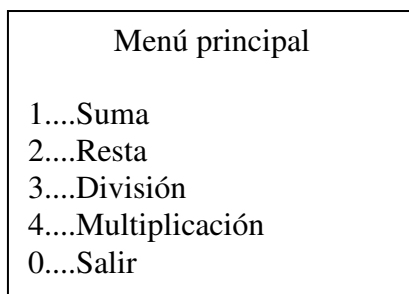 Menú principal
1....Suma
2....Resta
3....División
4....Multiplicación
0....Salir